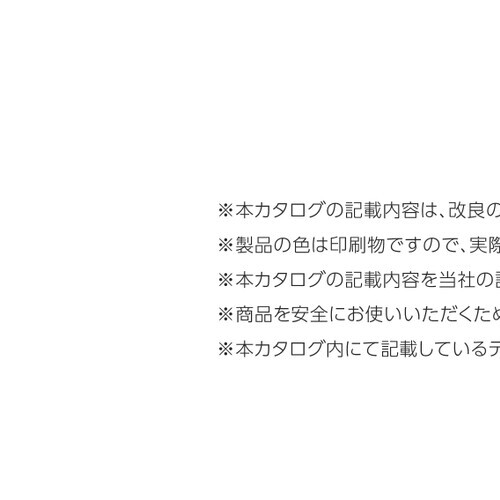 ※本カタログの記載内容は、改良の
※製品の色は印刷物ですので、実際
※本カタログの記載内容を当社の
※商品を安全にお使いいただくため
※本カタログ内にて記載しているデ